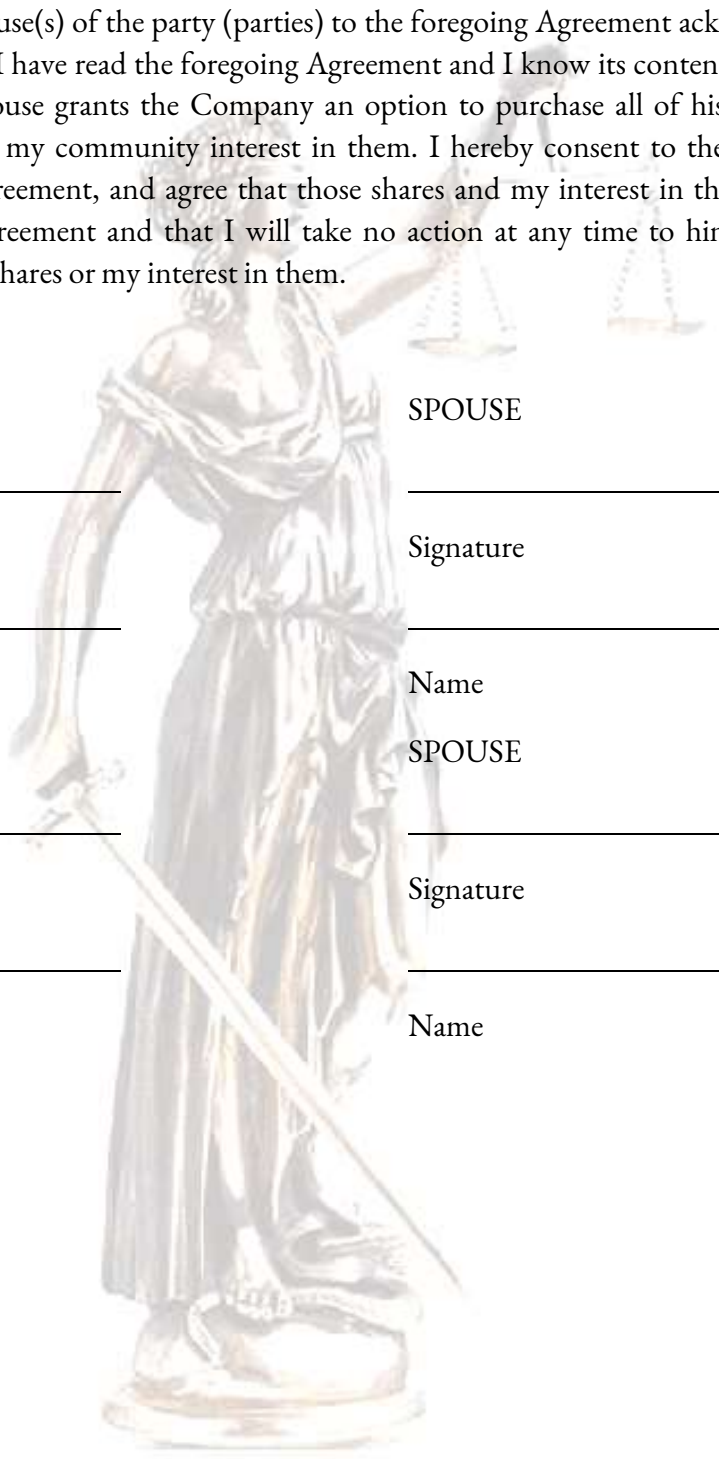 use(s) of the party (parties) to the foregoing Agreement ack
I have read the foregoing Agreement and I know its conten
ouse grants the Company an option to purchase all of his
my community interest in them. I hereby consent to the
reement, and agree that those shares and my interest in th
reement and that I will take no action at any time to hin
hares or my interest in them.
SPOUSE
Signature
Name
SPOUSE
Signature
Name